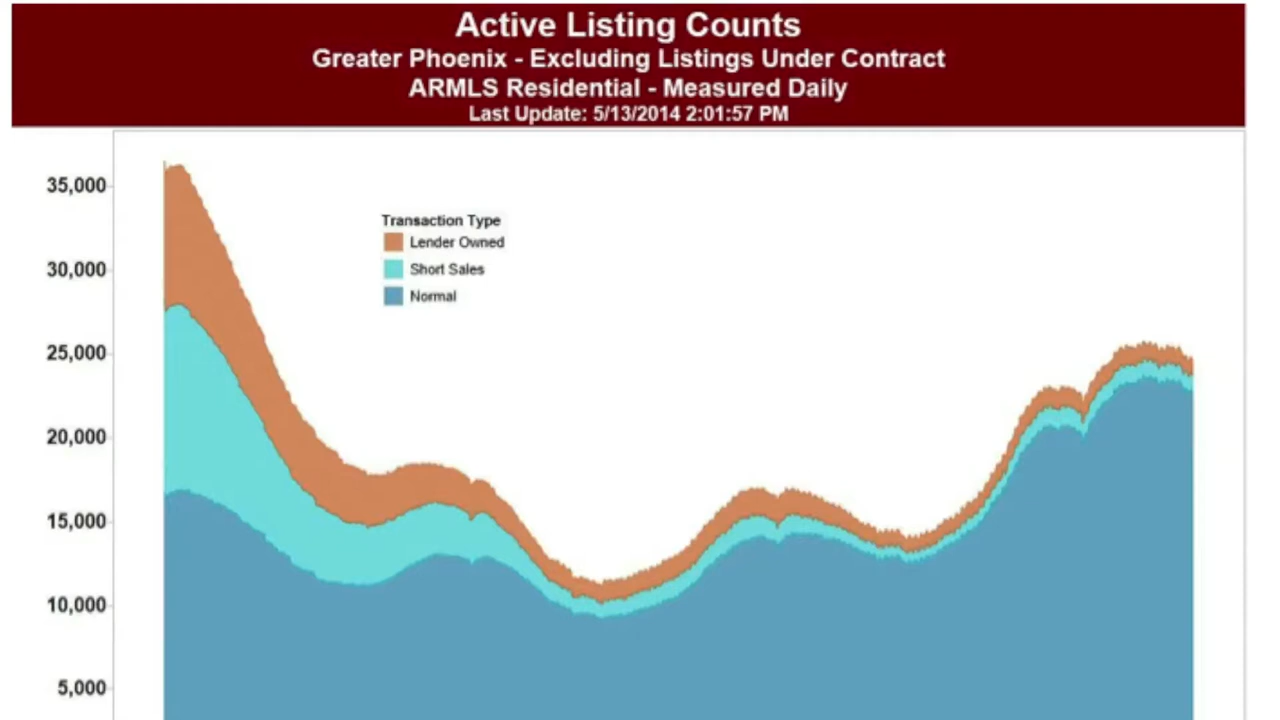 Active Listing Counts
Greater Phoenix - Excluding Listings Under Contract
ARMLS Residential - Measured Daily
Last Update: 5/13/2014 2:01:57 PM
35,000
Transaction Type
Lender Owned
30,000
Short Sales
Normal
25,000
20,000
15,000
10,000
5,000